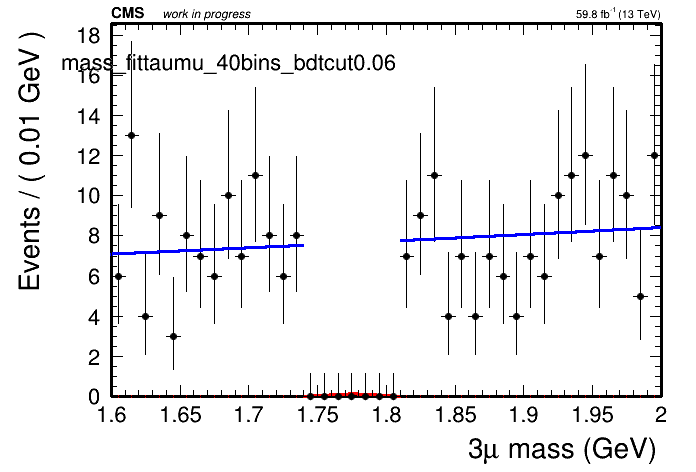 CMS work in progress 59.8 fb⁻¹ (13 TeV)
mass_fittaumu_40bins_bdtcut0.06
Events / ( 0.01 GeV )
18
16
14
12
10
8
6
4
2
0
1.6 1.65 1.7 1.75 1.8 1.85 1.9 1.95 2
3μ mass (GeV)